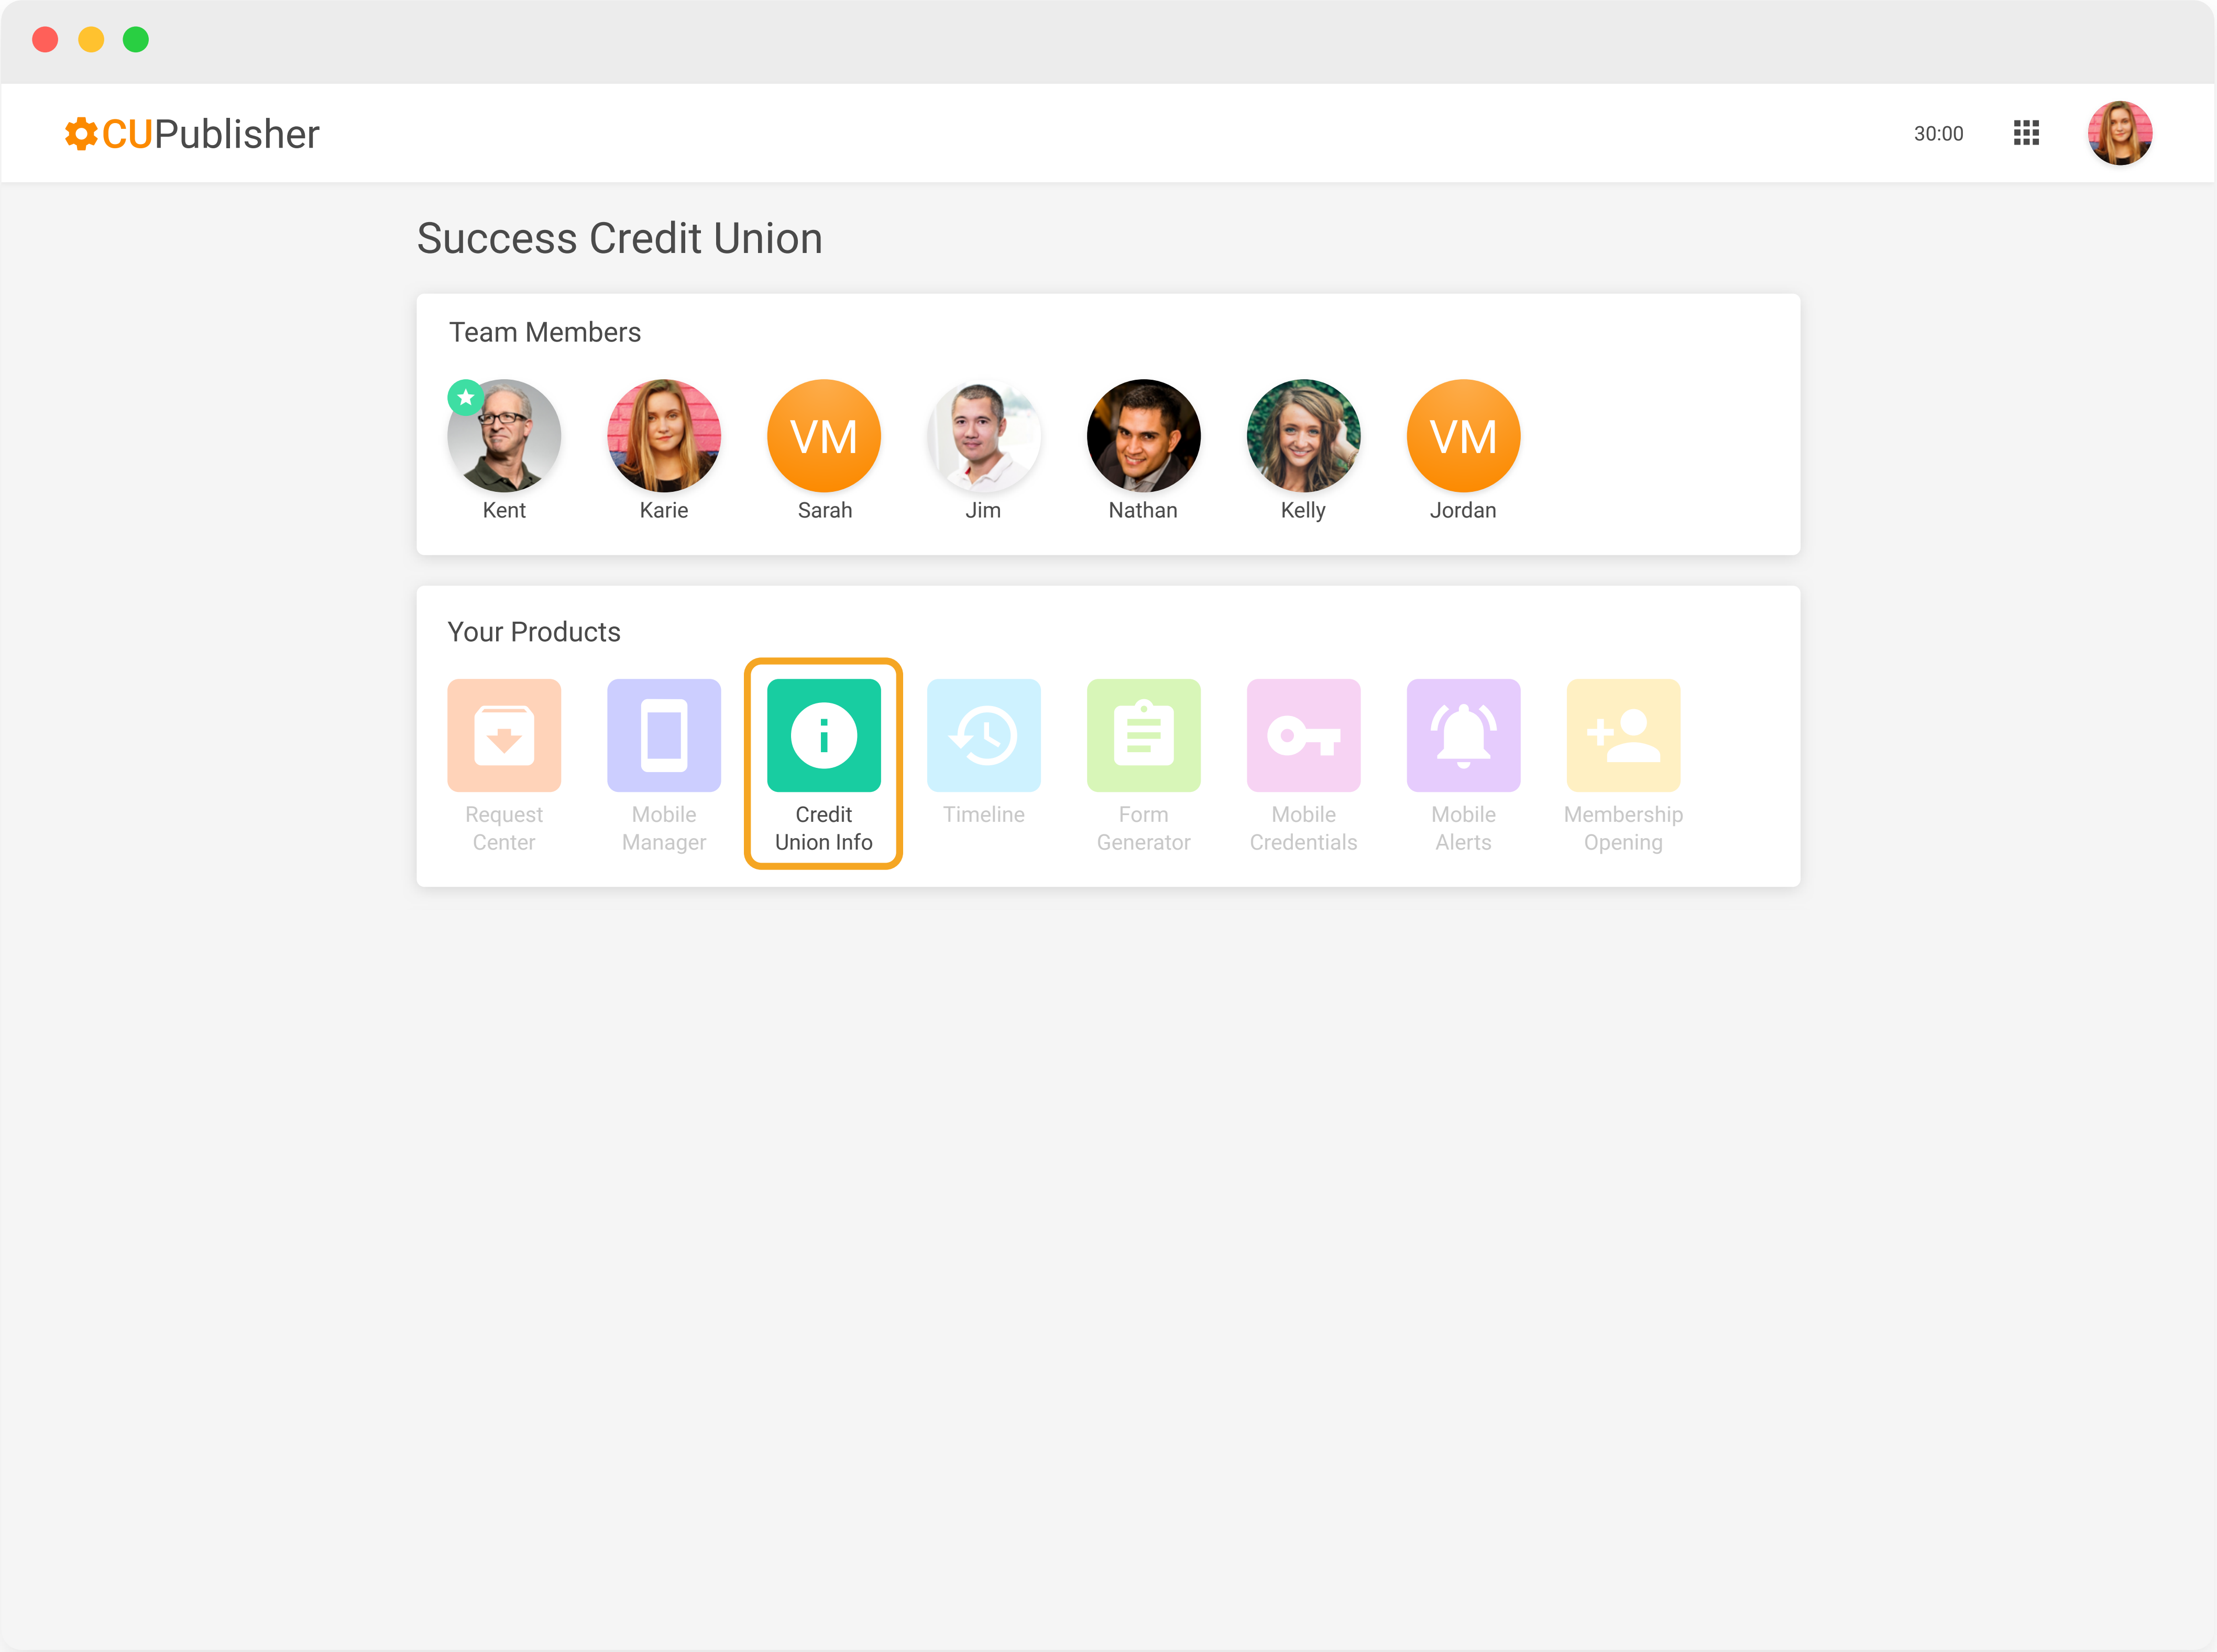 CUPublisher
30:00
Success Credit Union
Team Members
VM
VM
Kent
Karie
Sarah
Jim
Nathan
Kelly
Jordan
Your Products
Request
Center
Mobile
Manager
Credit
Union Info
Timeline
Form
Generator
Mobile
Credentials
Mobile
Alerts
Membership
Opening